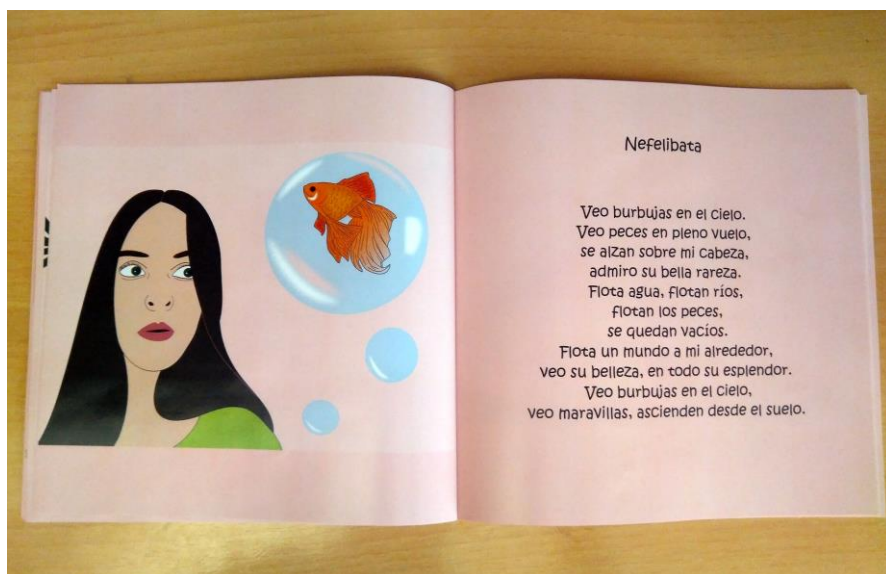 Nefelibata
Veo burbujas en el cielo.
Veo peces en pleno vuelo,
se alzan sobre mi cabeza,
admiro su bella rareza.
Flota agua, flotan ríos,
flotan los peces,
se quedan vacíos.
Flota un mundo a mi alrededor,
veo su belleza, en todo su esplendor.
Veo burbujas en el cielo,
veo maravillas, ascienden desde el suelo.